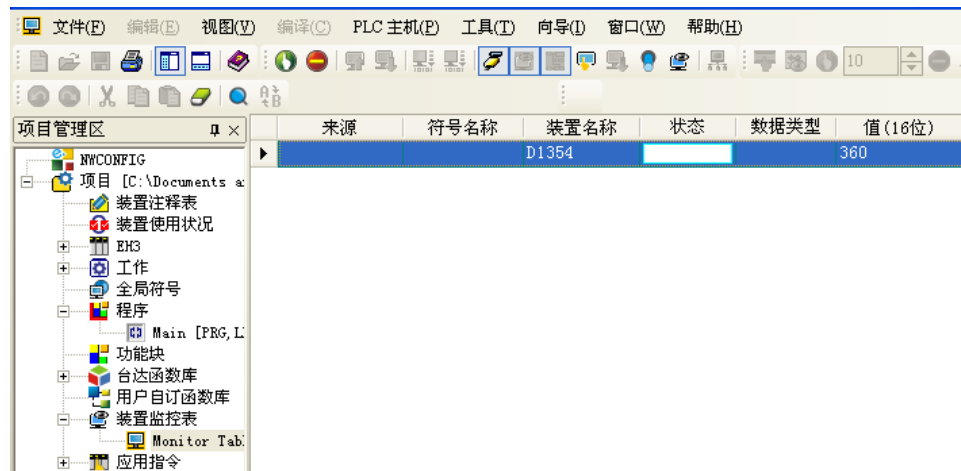 文件(F) 编辑(E) 视图(V) 编译(C) PLC 主机(P) 工具(T) 向导(I) 窗口(W) 帮助(H)
10
项目管理区 来源 符号名称 装置名称 状态 数据类型 值(16位)
D1354 360
NWCONFIG
项目 [C:\Documents a
装置注释表
装置使用状况
EH3
工作
全局符号
程序
Main [PRG,L
功能块
台达函数库
用户自订函数库
装置监控表
Monitor Tab
应用指令